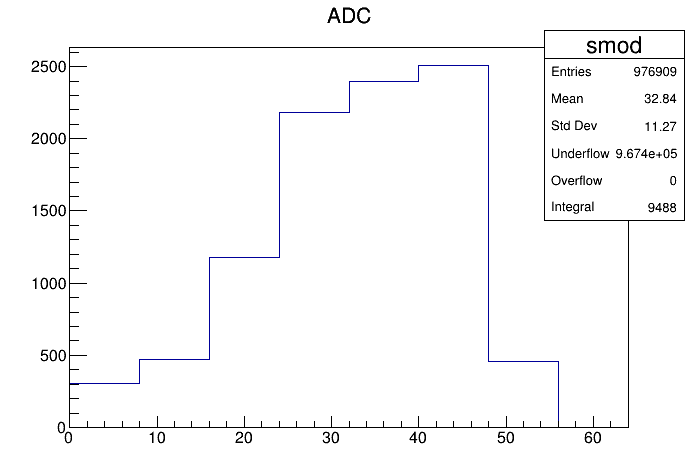 ADC
smod
Entries 976909
Mean 32.84
Std Dev 11.27
Underflow 9.674e+05
Overflow 0
Integral 9488
2500
2000
1500
1000
500
0
0 10 20 30 40 50 60